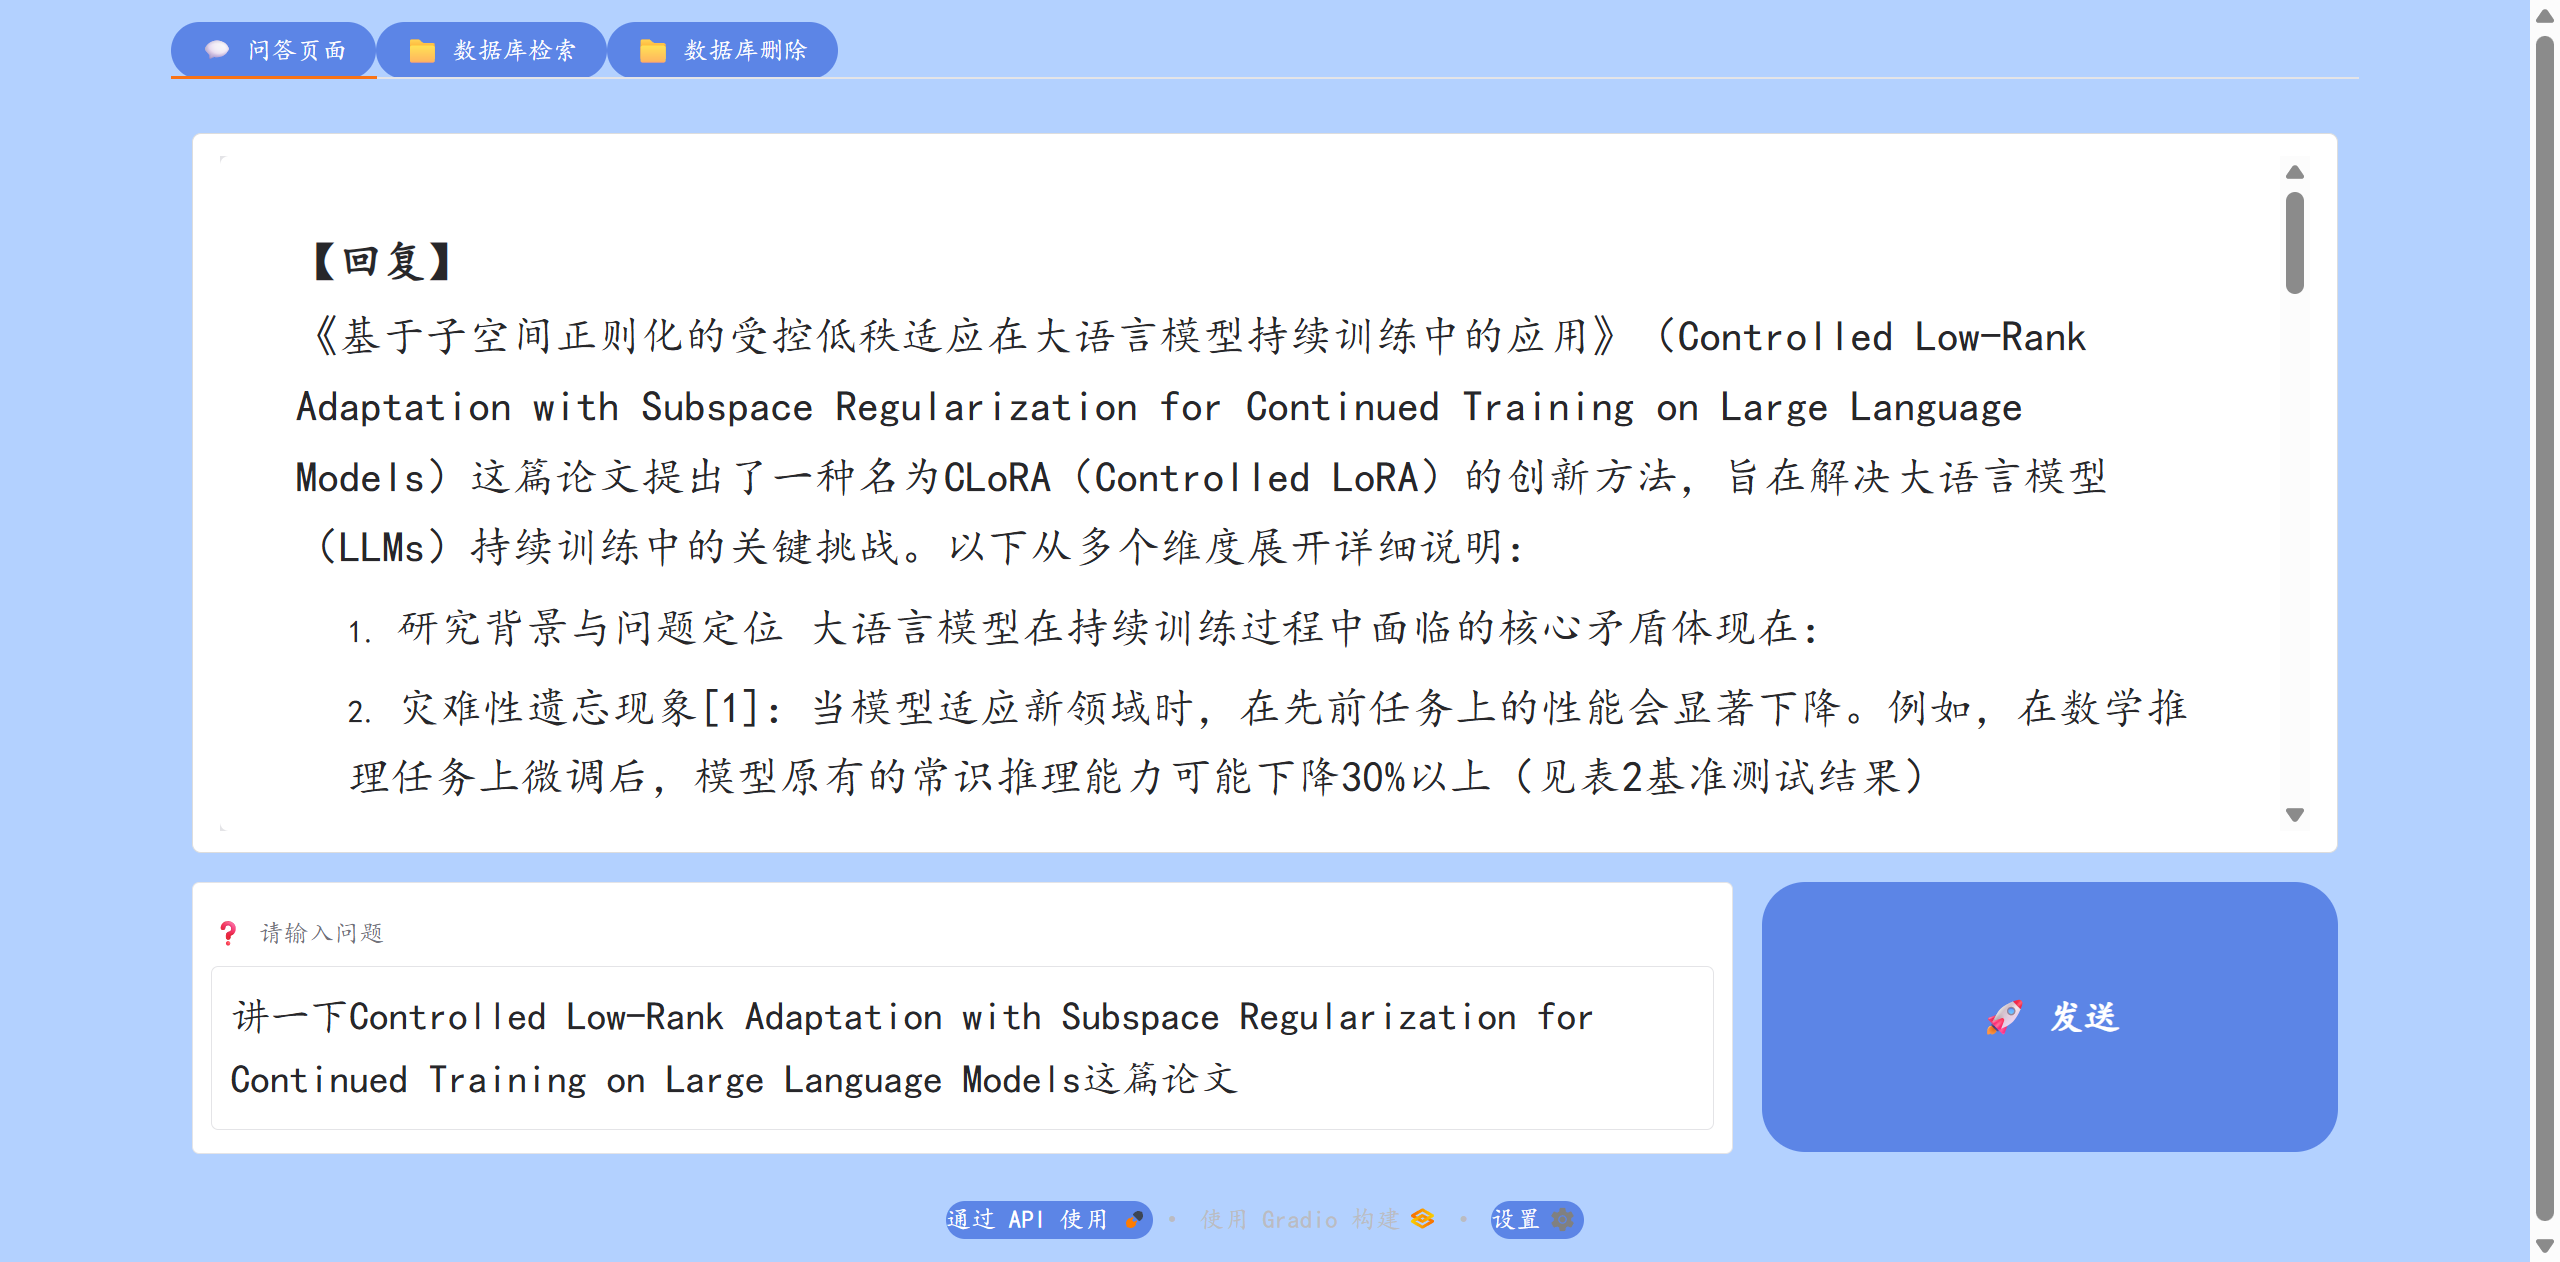 问答页面 数据库检索 数据库删除
【回复】
《基于子空间正则化的受控低秩适应在大语言模型持续训练中的应用》（Controlled Low-Rank
Adaptation with Subspace Regularization for Continued Training on Large Language
Models）这篇论文提出了一种名为CLoRA（Controlled LoRA）的创新方法，旨在解决大语言模型
（LLMs）持续训练中的关键挑战。以下从多个维度展开详细说明：
1. 研究背景与问题定位 大语言模型在持续训练过程中面临的核心矛盾体现在：
2. 灾难性遗忘现象[1]：当模型适应新领域时，在先前任务上的性能会显著下降。例如，在数学推
理任务上微调后，模型原有的常识推理能力可能下降30%以上（见表2基准测试结果）
❓ 请输入问题
讲一下Controlled Low-Rank Adaptation with Subspace Regularization for
Continued Training on Large Language Models这篇论文
🚀 发送
通过 API 使用 · 使用 Gradio 构建 · 设置